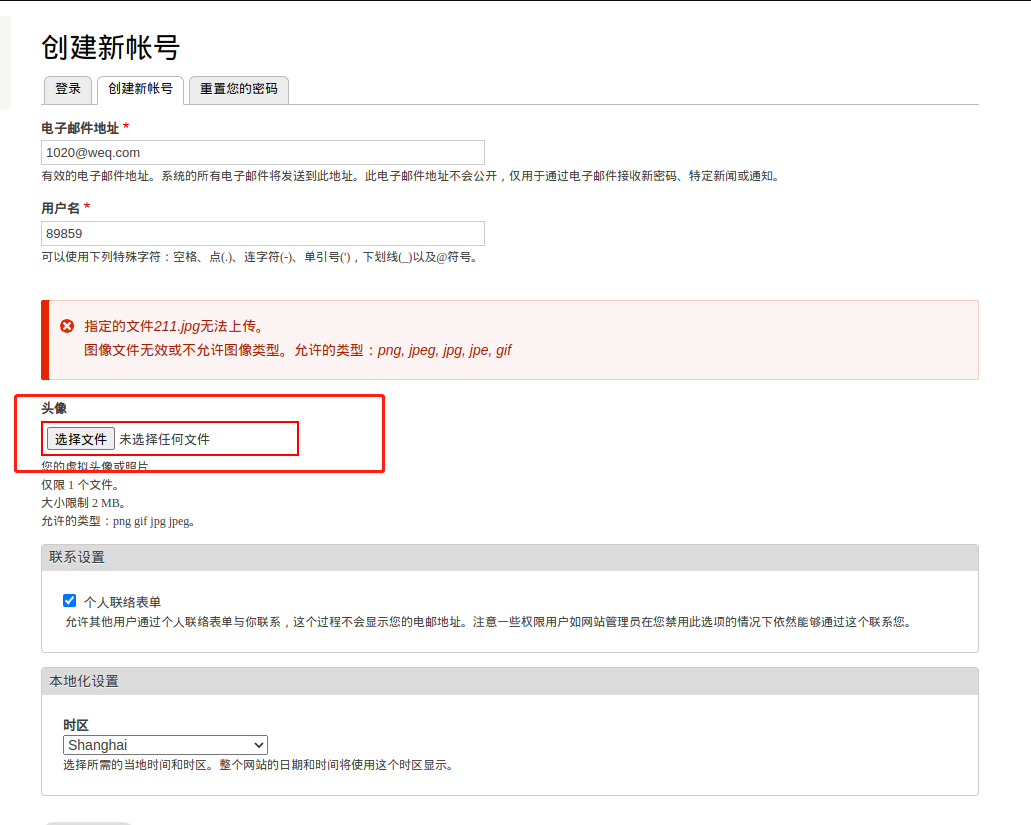 创建新帐号
登录 创建新帐号 重置您的密码
电子邮件地址 *
1020@weq.com
有效的电子邮件地址。系统的所有电子邮件将发送到此地址。此电子邮件地址不会公开，仅用于通过电子邮件接收新密码、特定新闻或通知。
用户名 *
89859
可以使用下列特殊字符：空格、点(.)、连字符(-)、单引号(')，下划线(_)以及@符号。
指定的文件211.jpg无法上传。
图像文件无效或不允许图像类型。允许的类型：png, jpeg, jpg, jpe, gif
头像
选择文件 未选择任何文件
您的虚拟头像或照片
仅限 1 个文件。
大小限制 2 MB。
允许的类型：png gif jpg jpeg。
联系设置
个人联络表单
允许其他用户通过个人联络表单与你联系，这个过程不会显示您的电邮地址。注意一些权限用户如网站管理员在您禁用此选项的情况下依然能够通过这个联系您。
本地化设置
时区
Shanghai
选择所需的当地时间和时区。整个网站的日期和时间将使用这个时区显示。